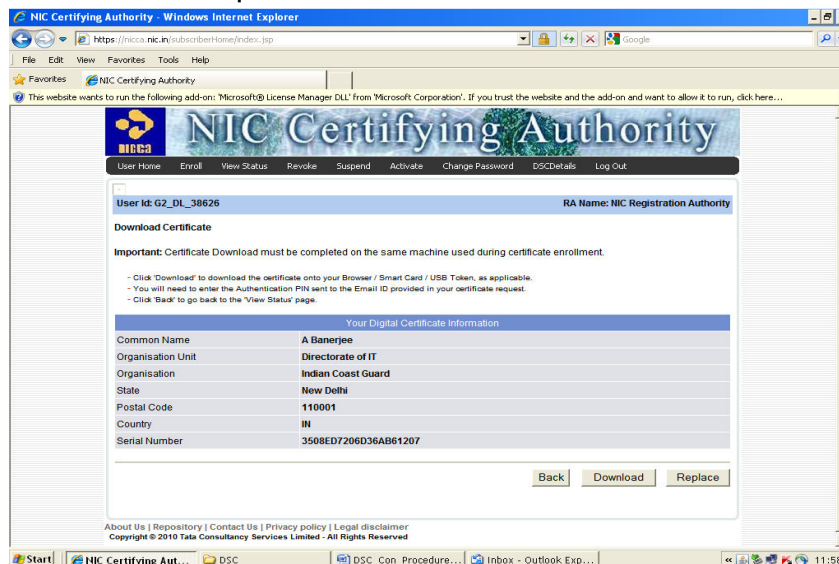 NIC Certifying Authority - Windows Internet Explorer
https://nicca.nic.in/subscriberHome/index.jsp
Google
File Edit View Favorites Tools Help
Favorites NIC Certifying Authority
This website wants to run the following add-on: 'Microsoft® License Manager DLL' from 'Microsoft Corporation'. If you trust the website and the add-on and want to allow it to run, click here...
NICCA NIC Certifying Authority
User Home Enroll View Status Revoke Suspend Activate Change Password DSCDetails Log Out
User Id: G2_DL_38626 RA Name: NIC Registration Authority
Download Certificate
Important: Certificate Download must be completed on the same machine used during certificate enrollment.
- Click 'Download' to download the certificate onto your Browser / Smart Card / USB Token, as applicable.
- You will need to enter the Authentication PIN sent to the Email ID provided in your certificate request.
- Click 'Back' to go back to the 'View Status' page.
Your Digital Certificate Information
Common Name A Banerjee
Organisation Unit Directorate of IT
Organisation Indian Coast Guard
State New Delhi
Postal Code 110001
Country IN
Serial Number 3508ED7206D36AB61207
Back Download Replace
About Us | Repository | Contact Us | Privacy policy | Legal disclaimer
Copyright © 2010 Tata Consultancy Services Limited - All Rights Reserved
Start NIC Certifying Aut... DSC DSC Con Procedure... Inbox - Outlook Exp...